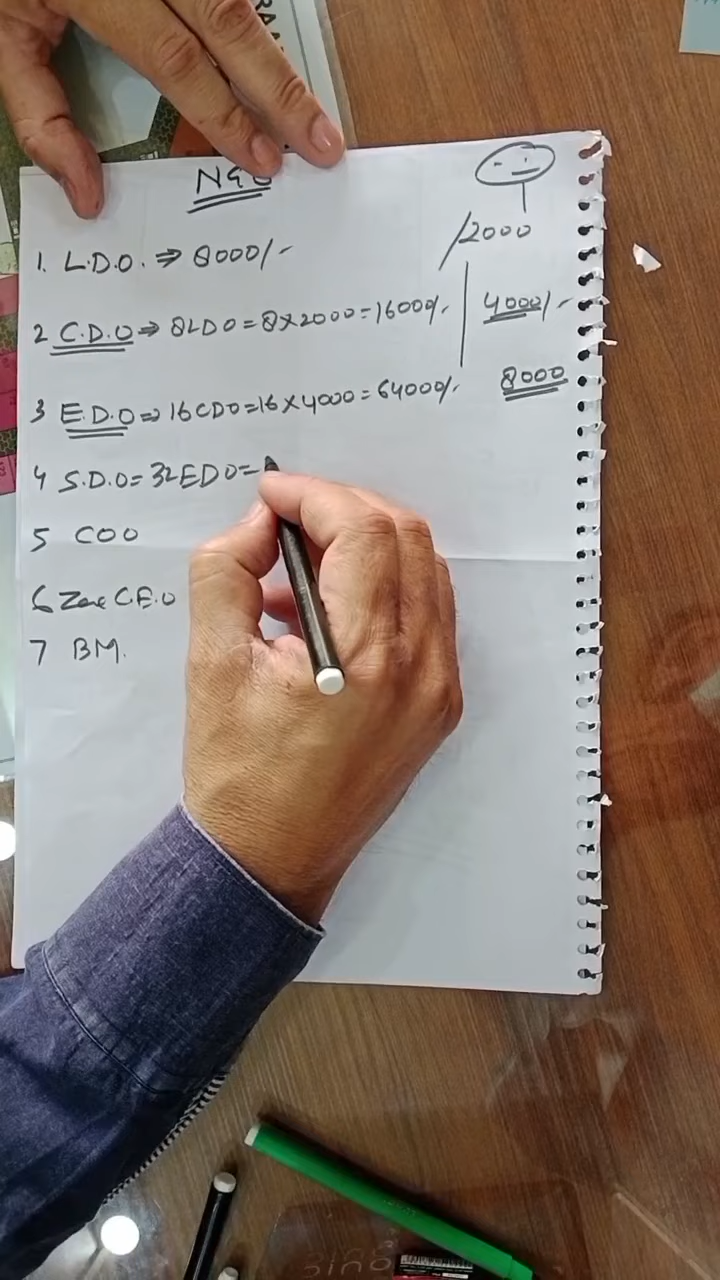 NGO
/2000
1. L.D.O. ⇒ 8000/-
2 C.D.O ⇒ 8LDO = 8×2000 = 16000/. 4000/-
3 E.D.O ⇒ 16CDO = 16×4000 = 64000/. 8000
4 S.D.O = 32EDO =
5 COO
6 Zone C.E.O
7 BM.